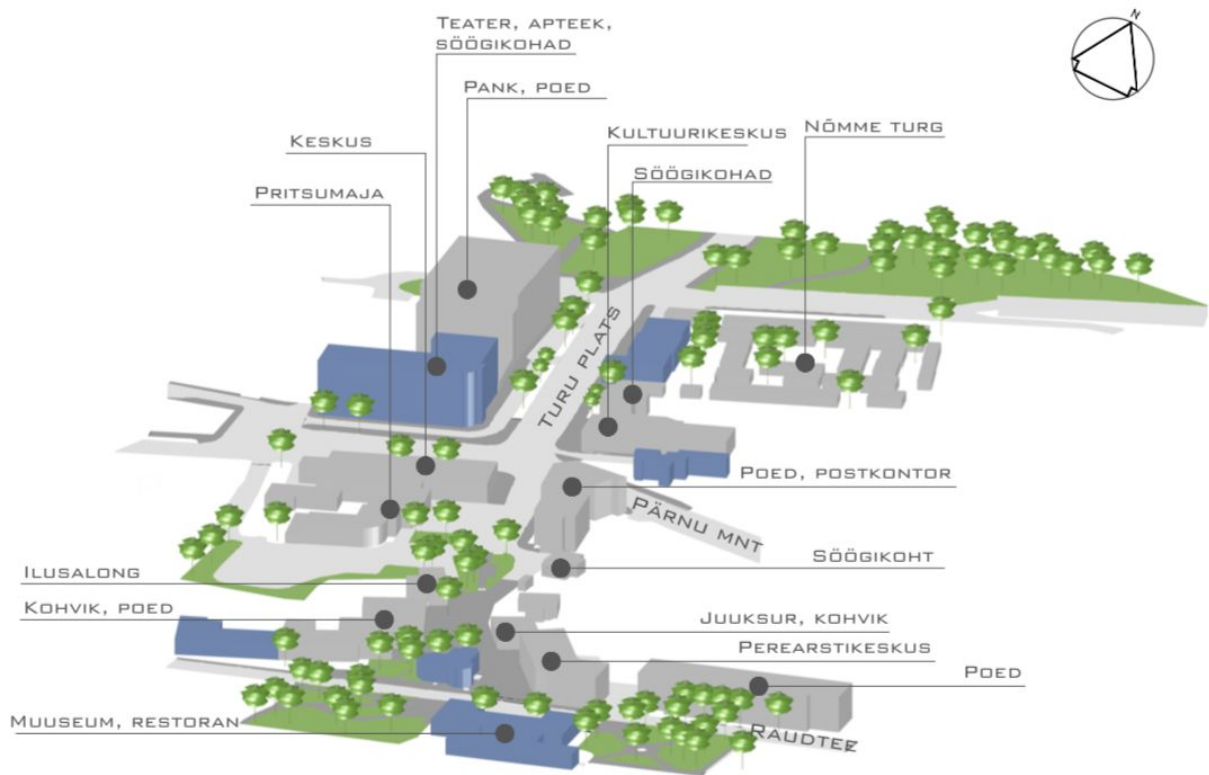 N
TEATER, APTEEK,
SÖÖGIKOHAD
PANK, POED
KESKUS
PRITSUMAJA
KULTUURIKESKUS
SÖÖGIKOHAD
NÕMME TURG
TURU PLATS
POED, POSTKONTOR
PÄRNU MNT
SÖÖGIKOHT
ILUSALONG
KOHVIK, POED
JUUKSUR, KOHVIK
PEREARSTIKESKUS
POED
MUUSEUM, RESTORAN
RAUDTEE